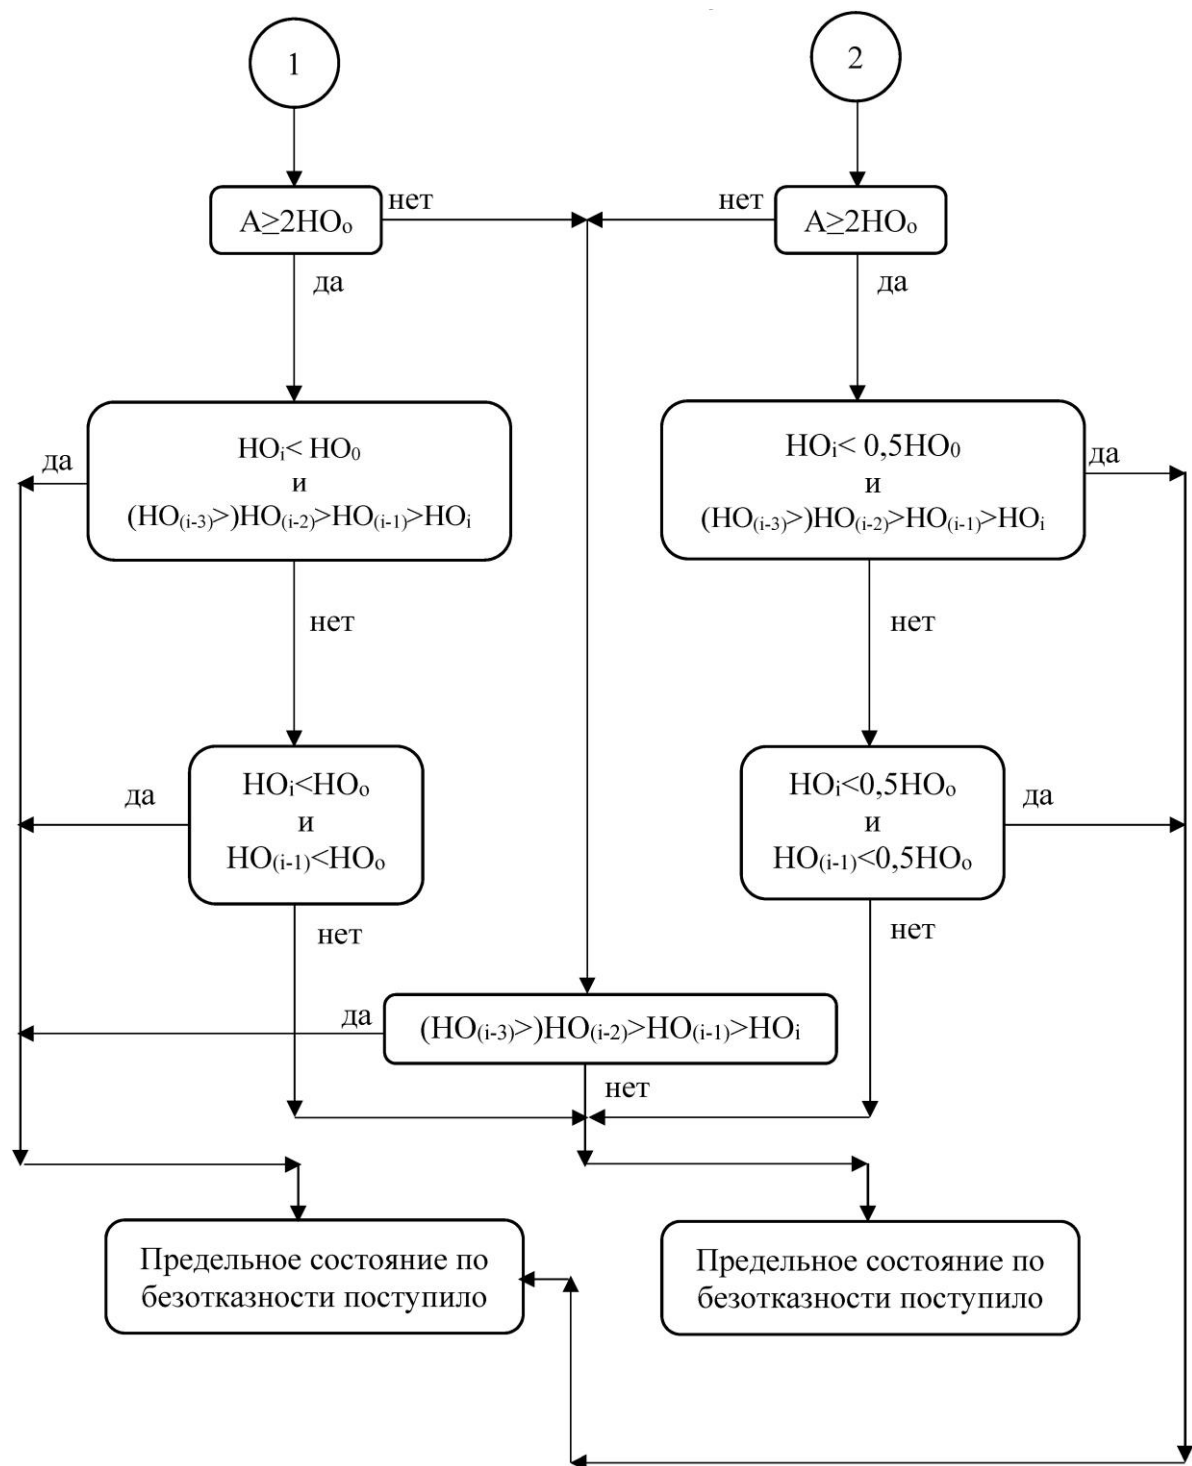 1
2
A≥2HOₒ
нет
нет
A≥2HOₒ
да
да
HOᵢ< HO₀
и
(HO₍ᵢ₋₃₎>)HO₍ᵢ₋₂₎>HO₍ᵢ₋₁₎>HOᵢ
да
HOᵢ< 0,5HO₀
и
(HO₍ᵢ₋₃₎>)HO₍ᵢ₋₂₎>HO₍ᵢ₋₁₎>HOᵢ
да
нет
нет
HOᵢ<HOₒ
и
HO₍ᵢ₋₁₎<HOₒ
да
HOᵢ<0,5HOₒ
и
HO₍ᵢ₋₁₎<0,5HOₒ
да
нет
нет
да
(HO₍ᵢ₋₃₎>)HO₍ᵢ₋₂₎>HO₍ᵢ₋₁₎>HOᵢ
нет
Предельное состояние по
безотказности поступило
Предельное состояние по
безотказности поступило